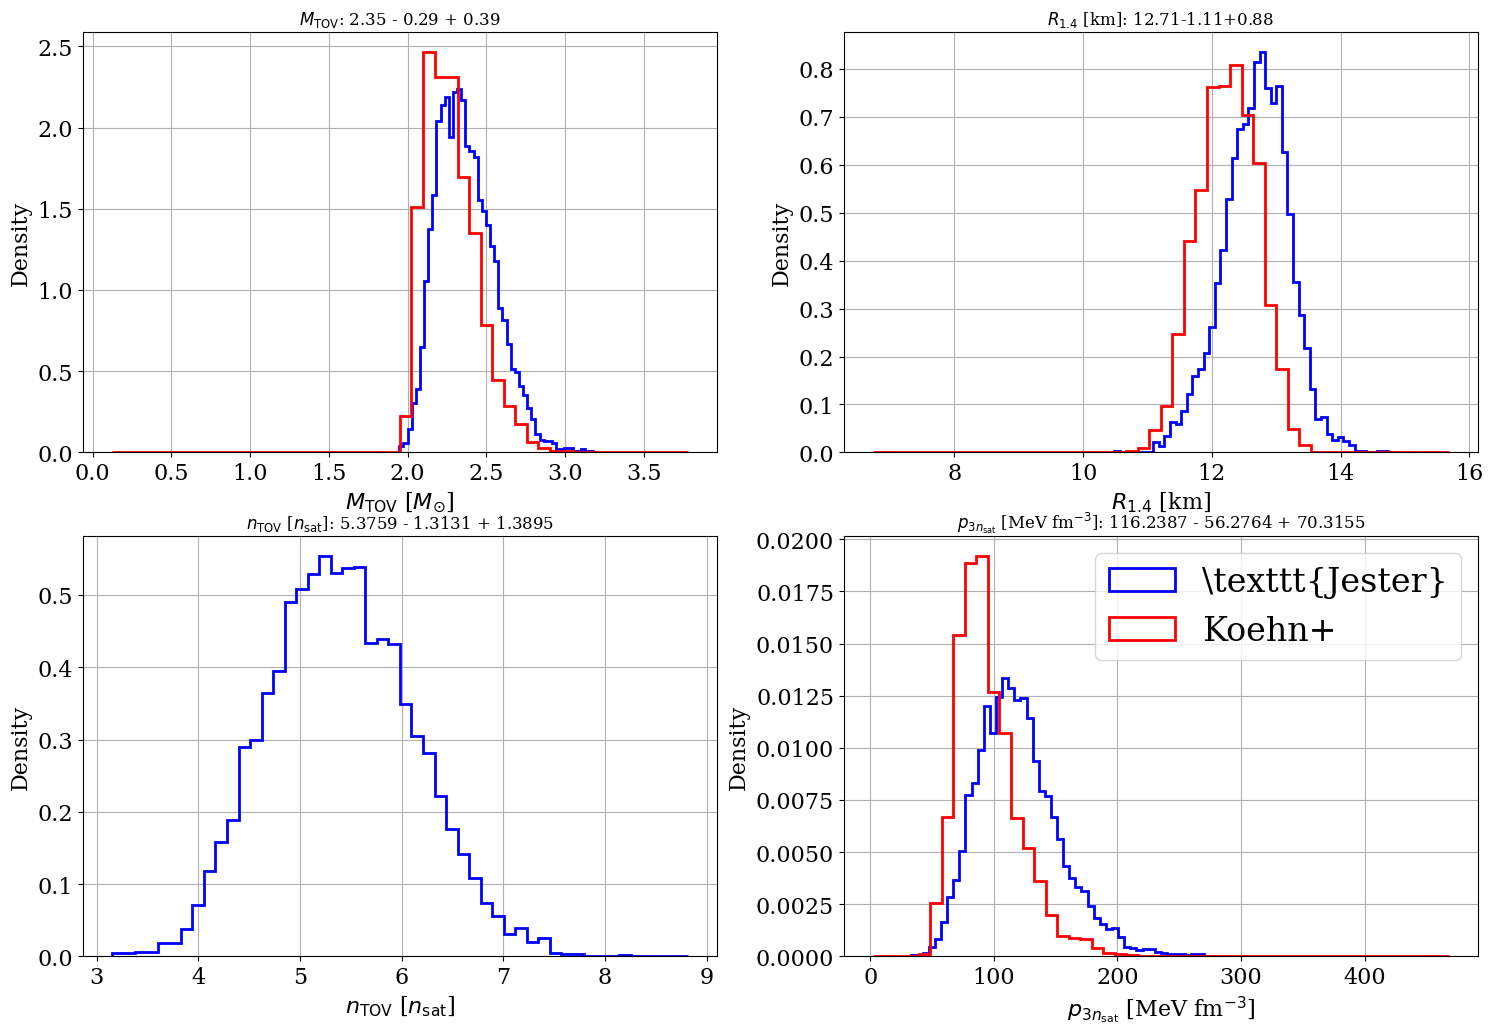 M_TOV: 2.35 - 0.29 + 0.39
2.5
2.0
1.5
1.0
0.5
0.0
Density
0.0 0.5 1.0 1.5 2.0 2.5 3.0 3.5
M_TOV [M_⊙]
R_1.4 [km]: 12.71-1.11+0.88
0.8
0.7
0.6
0.5
0.4
0.3
0.2
0.1
0.0
Density
8 10 12 14 16
R_1.4 [km]
n_TOV [n_sat]: 5.3759 - 1.3131 + 1.3895
0.5
0.4
0.3
0.2
0.1
0.0
Density
3 4 5 6 7 8 9
n_TOV [n_sat]
p_3n_sat [MeV fm⁻³]: 116.2387 - 56.2764 + 70.3155
0.0200
0.0175
0.0150
0.0125
0.0100
0.0075
0.0050
0.0025
0.0000
Density
\texttt{Jester}
Koehn+
0 100 200 300 400
p_3n_sat [MeV fm⁻³]